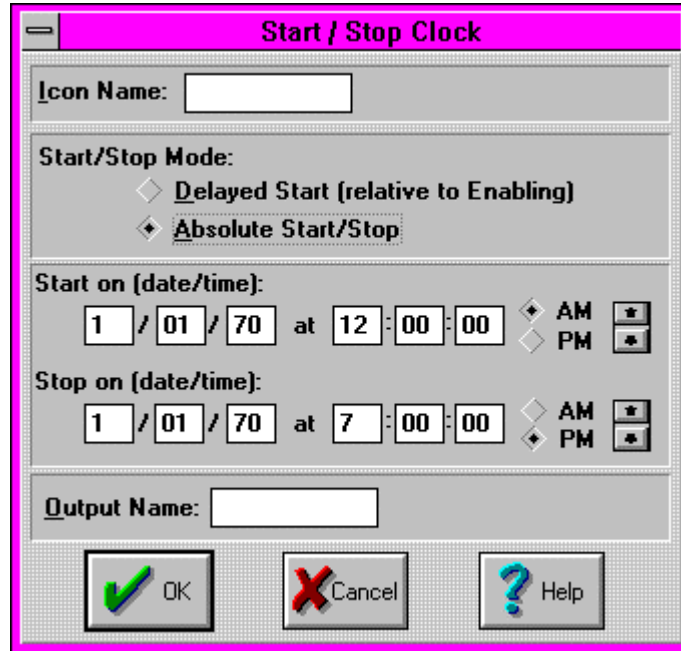 Start / Stop Clock
Icon Name:
Start/Stop Mode:
Delayed Start (relative to Enabling)
Absolute Start/Stop
Start on (date/time):
1 / 01 / 70 at 12 : 00 : 00 AM
PM
Stop on (date/time):
1 / 01 / 70 at 7 : 00 : 00 AM
PM
Output Name:
OK Cancel Help